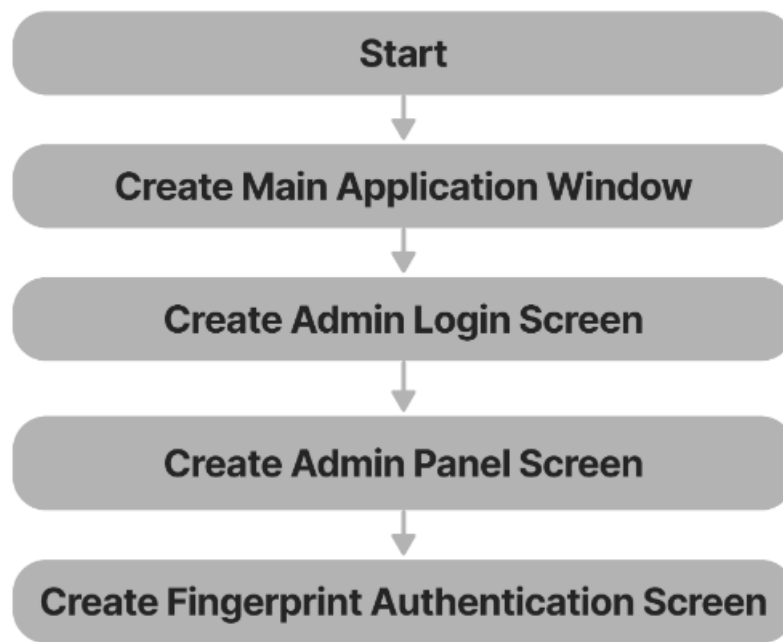 Start
Create Main Application Window
Create Admin Login Screen
Create Admin Panel Screen
Create Fingerprint Authentication Screen